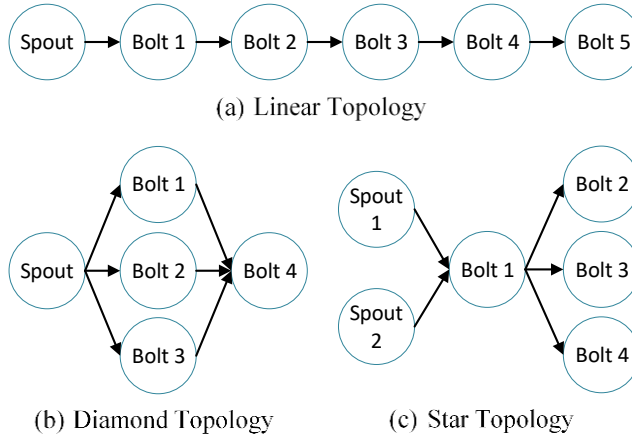 Spout Bolt 1 Bolt 2 Bolt 3 Bolt 4 Bolt 5
(a) Linear Topology
Bolt 1
Spout Bolt 2 Bolt 4
Bolt 3
(b) Diamond Topology
Spout
1
Spout
2
Bolt 1
Bolt 2
Bolt 3
Bolt 4
(c) Star Topology